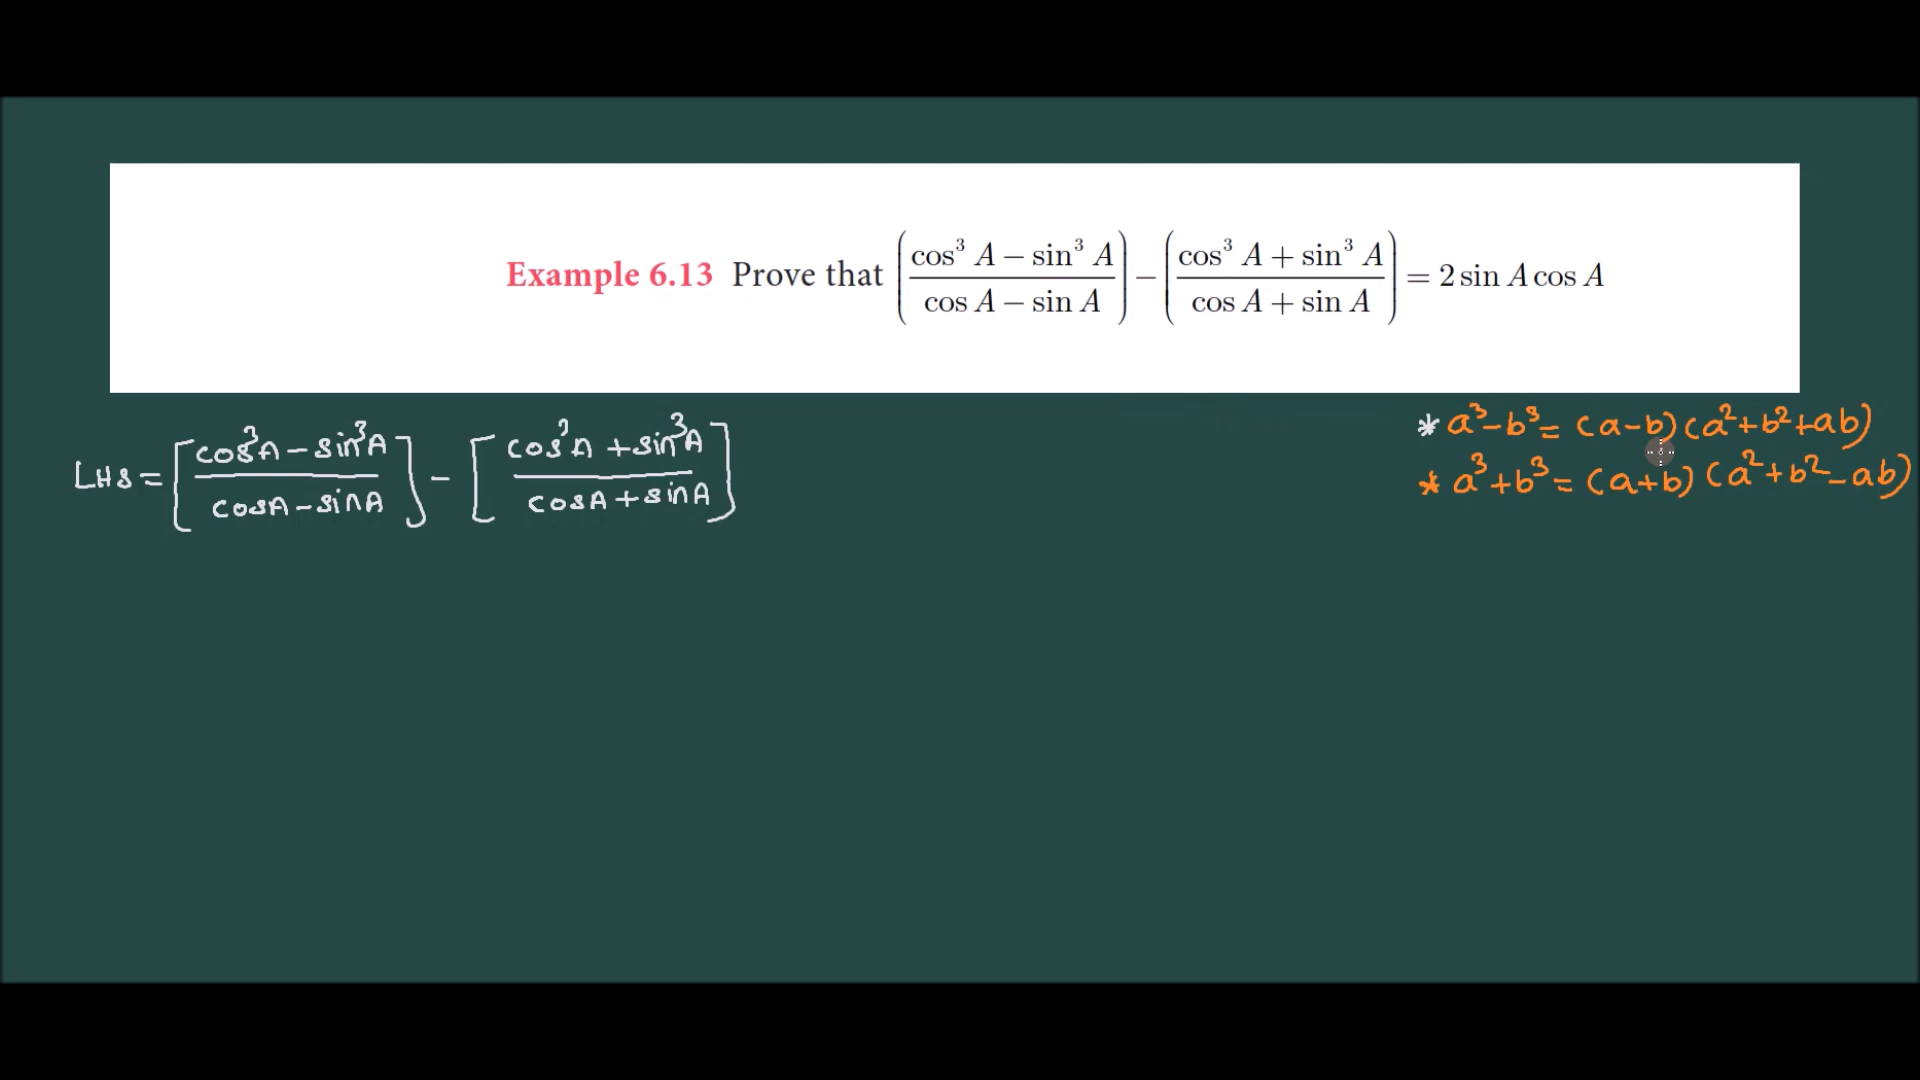 Example 6.13 Prove that (cos³ A − sin³ A / cos A − sin A) − (cos³ A + sin³ A / cos A + sin A) = 2 sin A cos A
LHS = [cos³A − sin³A / cosA − sinA] − [cos³A + sin³A / cosA + sinA]
* a³−b³ = (a−b)(a²+b²+ab)
* a³+b³ = (a+b)(a²+b²−ab)